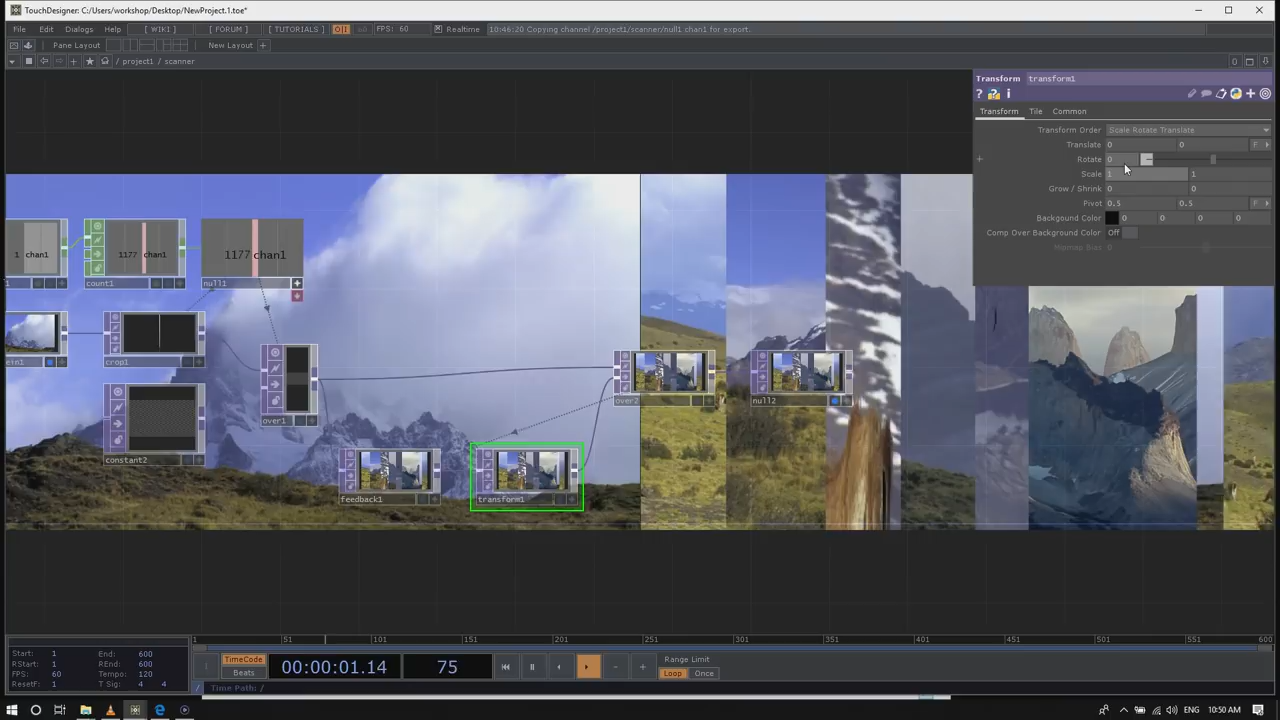 TouchDesigner: C:/Users/workshop/Desktop/NewProject.1.toe*
File Edit Dialogs Help [ WIKI ] [ FORUM ] [ TUTORIALS ] O|I FPS: 60 Realtime 10:46:20 Copying channel /project1/scanner/null1 chan1 for export.
Pane Layout New Layout +
/ project1 / scanner 0
Transform transform1
? ? i
Transform Tile Common
Transform Order Scale Rotate Translate
Translate 0 0 F
Rotate 0
Scale 1 1
Grow / Shrink 0 0
Pivot 0.5 0.5 F
Background Color 0 0 0 0
Comp Over Background Color Off
1 chan1
1177 chan1
1177 chan1
count1
null1
crop1
over1
constant2
over2
null2
feedback1
transform1
1 51 101 151 201 251 301 351 401 451 501 551 600
Start: 1 End: 600
RStart: 1 REnd: 600
FPS: 60 Tempo: 120
ResetF: 1 T Sig: 4 4
TimeCode
Beats
00:00:01.14
75
Range Limit
Loop Once
/ Time Path: /
ENG 10:50 AM